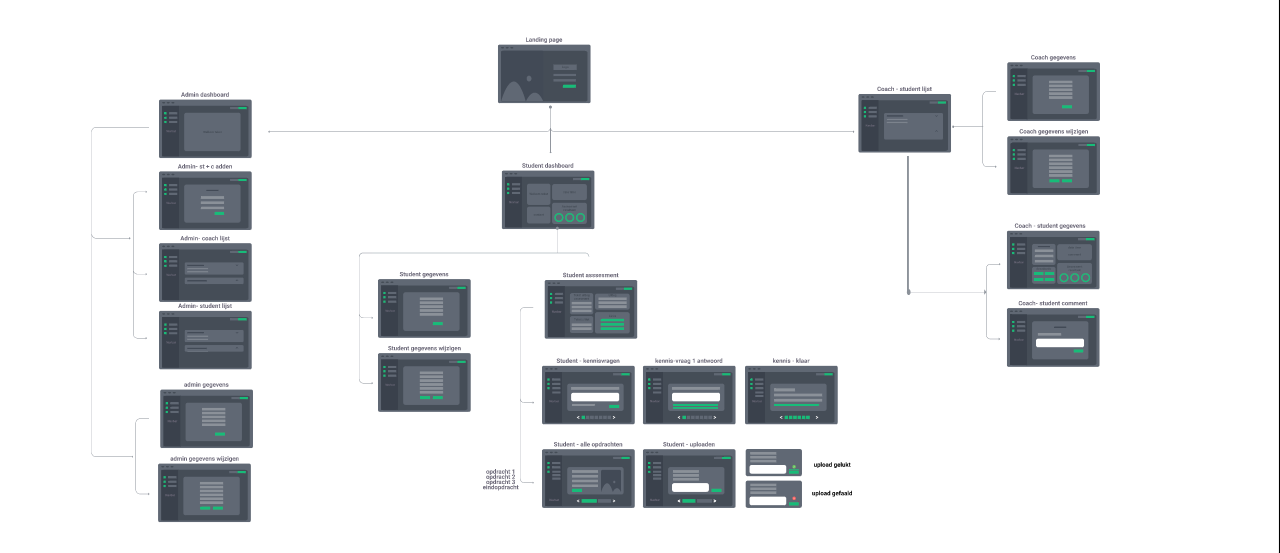 Landing page
Admin dashboard
Admin- st + c adden
Admin- coach lijst
Admin- student lijst
admin gegevens
admin gegevens wijzigen
Student dashboard
Student gegevens
Student gegevens wijzigen
Student assessment
Student - kennisvragen
kennis-vraag 1 antwoord
kennis - klaar
Student - alle opdrachten
Student - uploaden
opdracht 1
opdracht 2
opdracht 3
eindopdracht
upload gelukt
upload gefaald
Coach - student lijst
Coach gegevens
Coach gegevens wijzigen
Coach - student gegevens
Coach- student comment